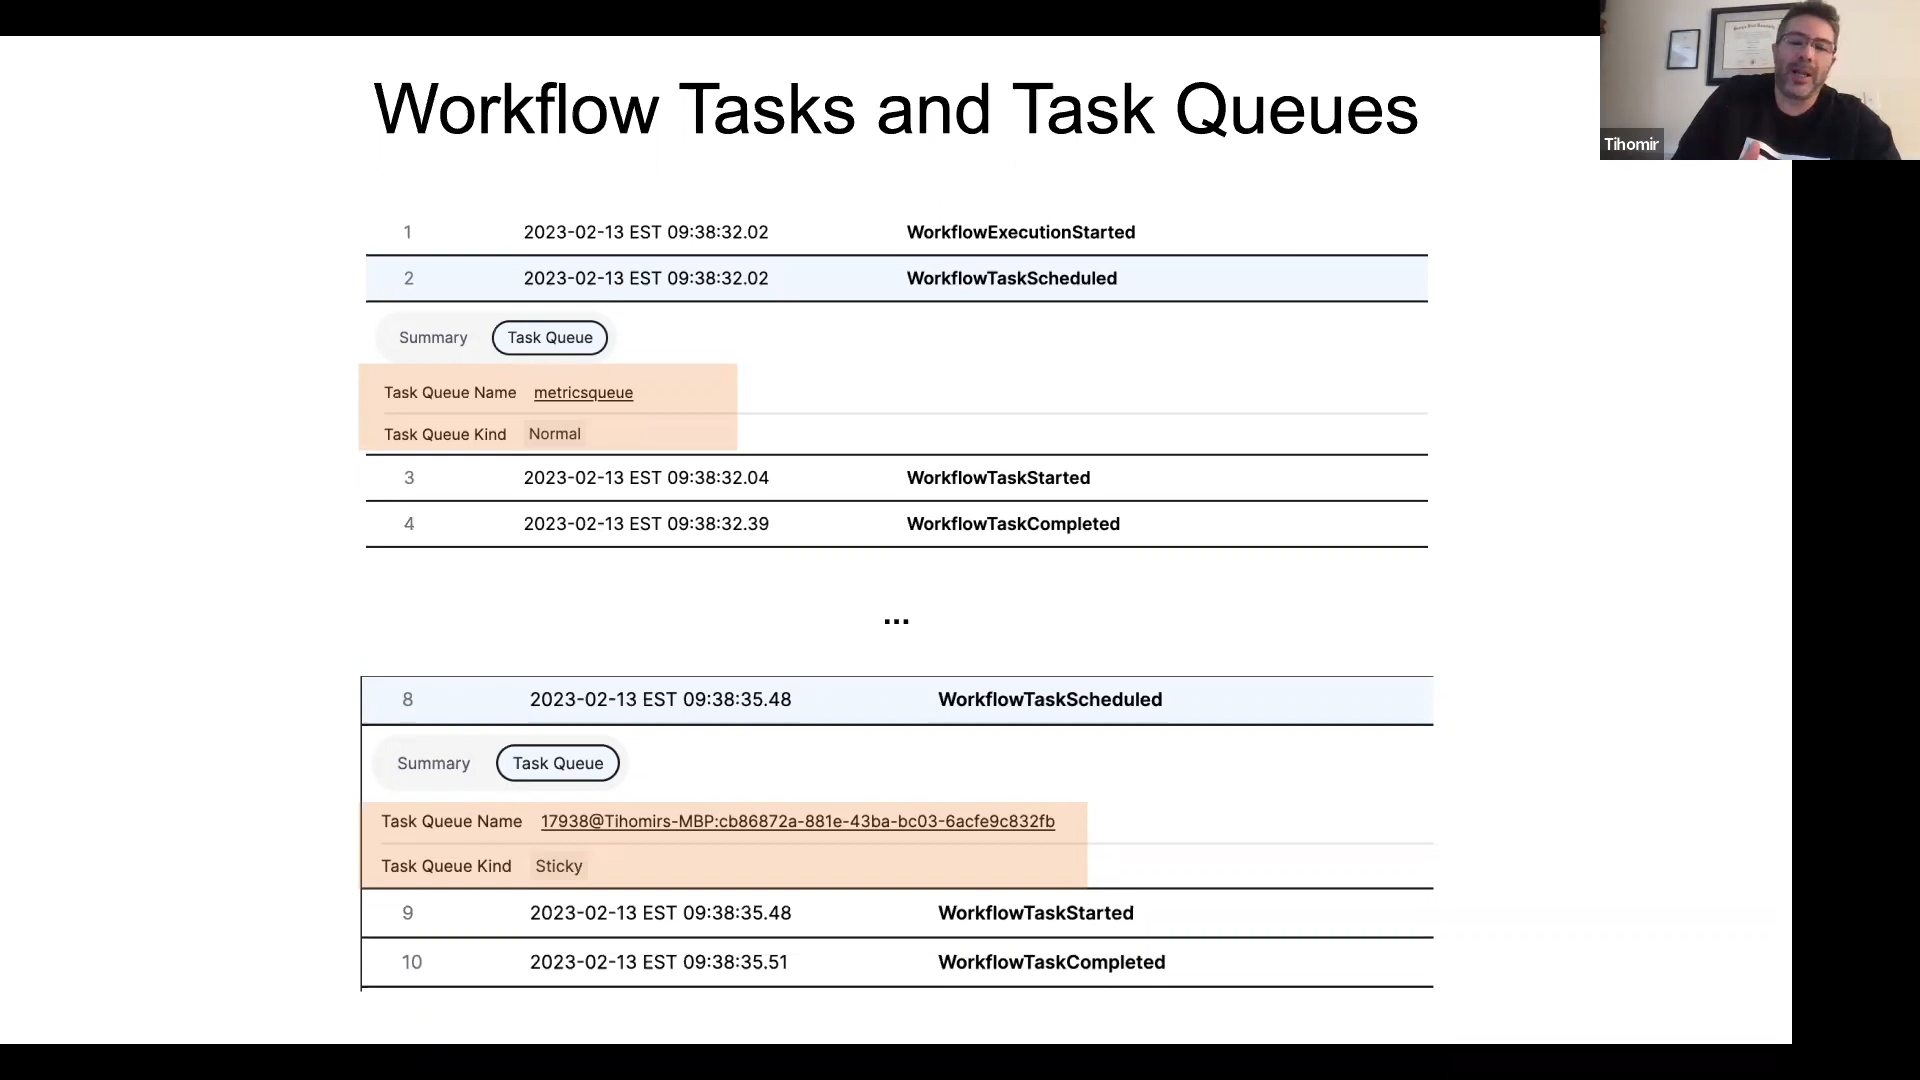 Workflow Tasks and Task Queues
Tihomir
1 2023-02-13 EST 09:38:32.02 WorkflowExecutionStarted
2 2023-02-13 EST 09:38:32.02 WorkflowTaskScheduled
Summary Task Queue
Task Queue Name metricsqueue
Task Queue Kind Normal
3 2023-02-13 EST 09:38:32.04 WorkflowTaskStarted
4 2023-02-13 EST 09:38:32.39 WorkflowTaskCompleted
...
8 2023-02-13 EST 09:38:35.48 WorkflowTaskScheduled
Summary Task Queue
Task Queue Name 17938@Tihomirs-MBP:cb86872a-881e-43ba-bc03-6acfe9c832fb
Task Queue Kind Sticky
9 2023-02-13 EST 09:38:35.48 WorkflowTaskStarted
10 2023-02-13 EST 09:38:35.51 WorkflowTaskCompleted